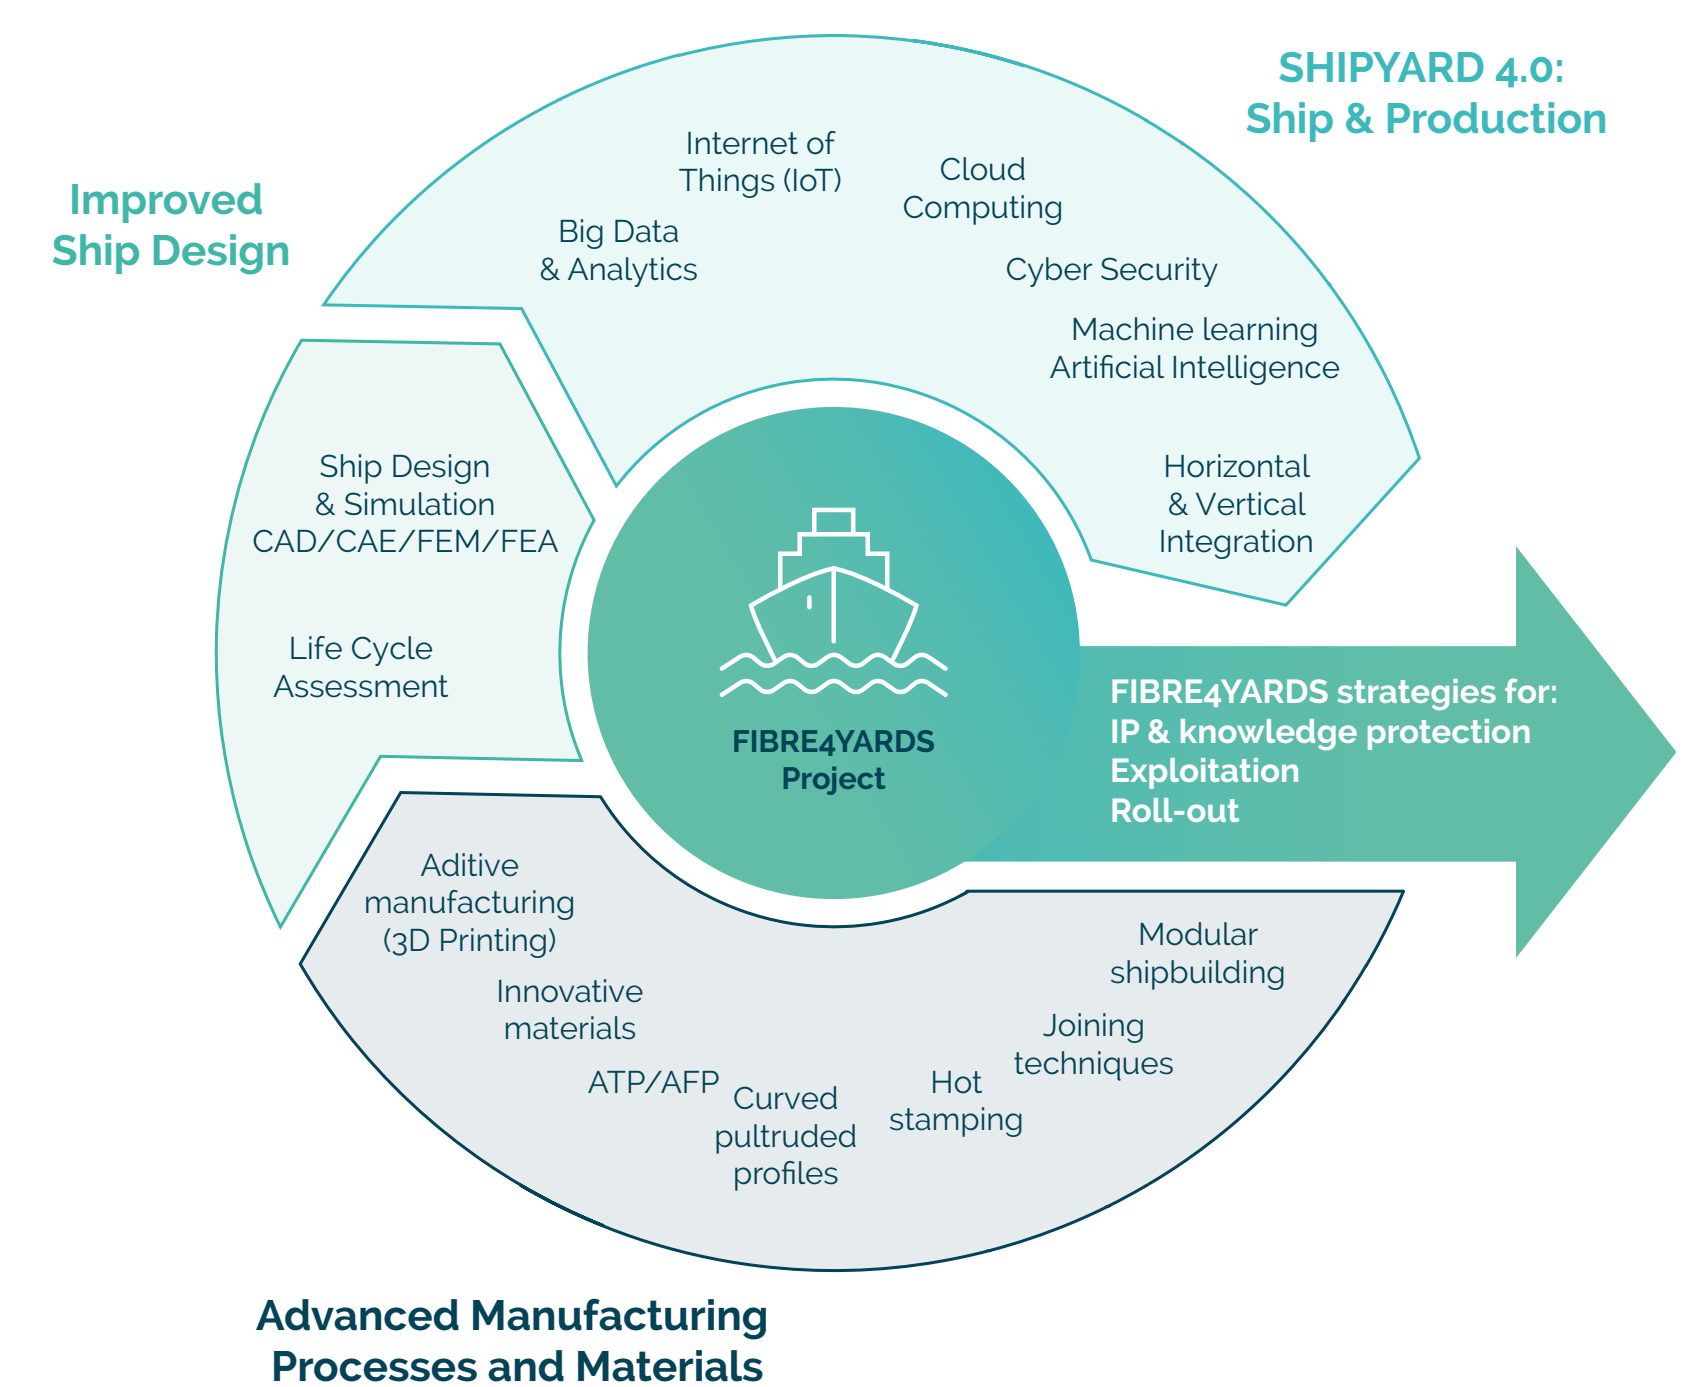 SHIPYARD 4.0:
Ship & Production
Improved
Ship Design
Internet of
Things (IoT)
Cloud
Computing
Big Data
& Analytics
Cyber Security
Machine learning
Artificial Intelligence
Horizontal
& Vertical
Integration
Ship Design
& Simulation
CAD/CAE/FEM/FEA
Life Cycle
Assessment
FIBRE4YARDS
Project
FIBRE4YARDS strategies for:
IP & knowledge protection
Exploitation
Roll-out
Aditive
manufacturing
(3D Printing)
Innovative
materials
ATP/AFP
Curved
pultruded
profiles
Hot
stamping
Joining
techniques
Modular
shipbuilding
Advanced Manufacturing
Processes and Materials